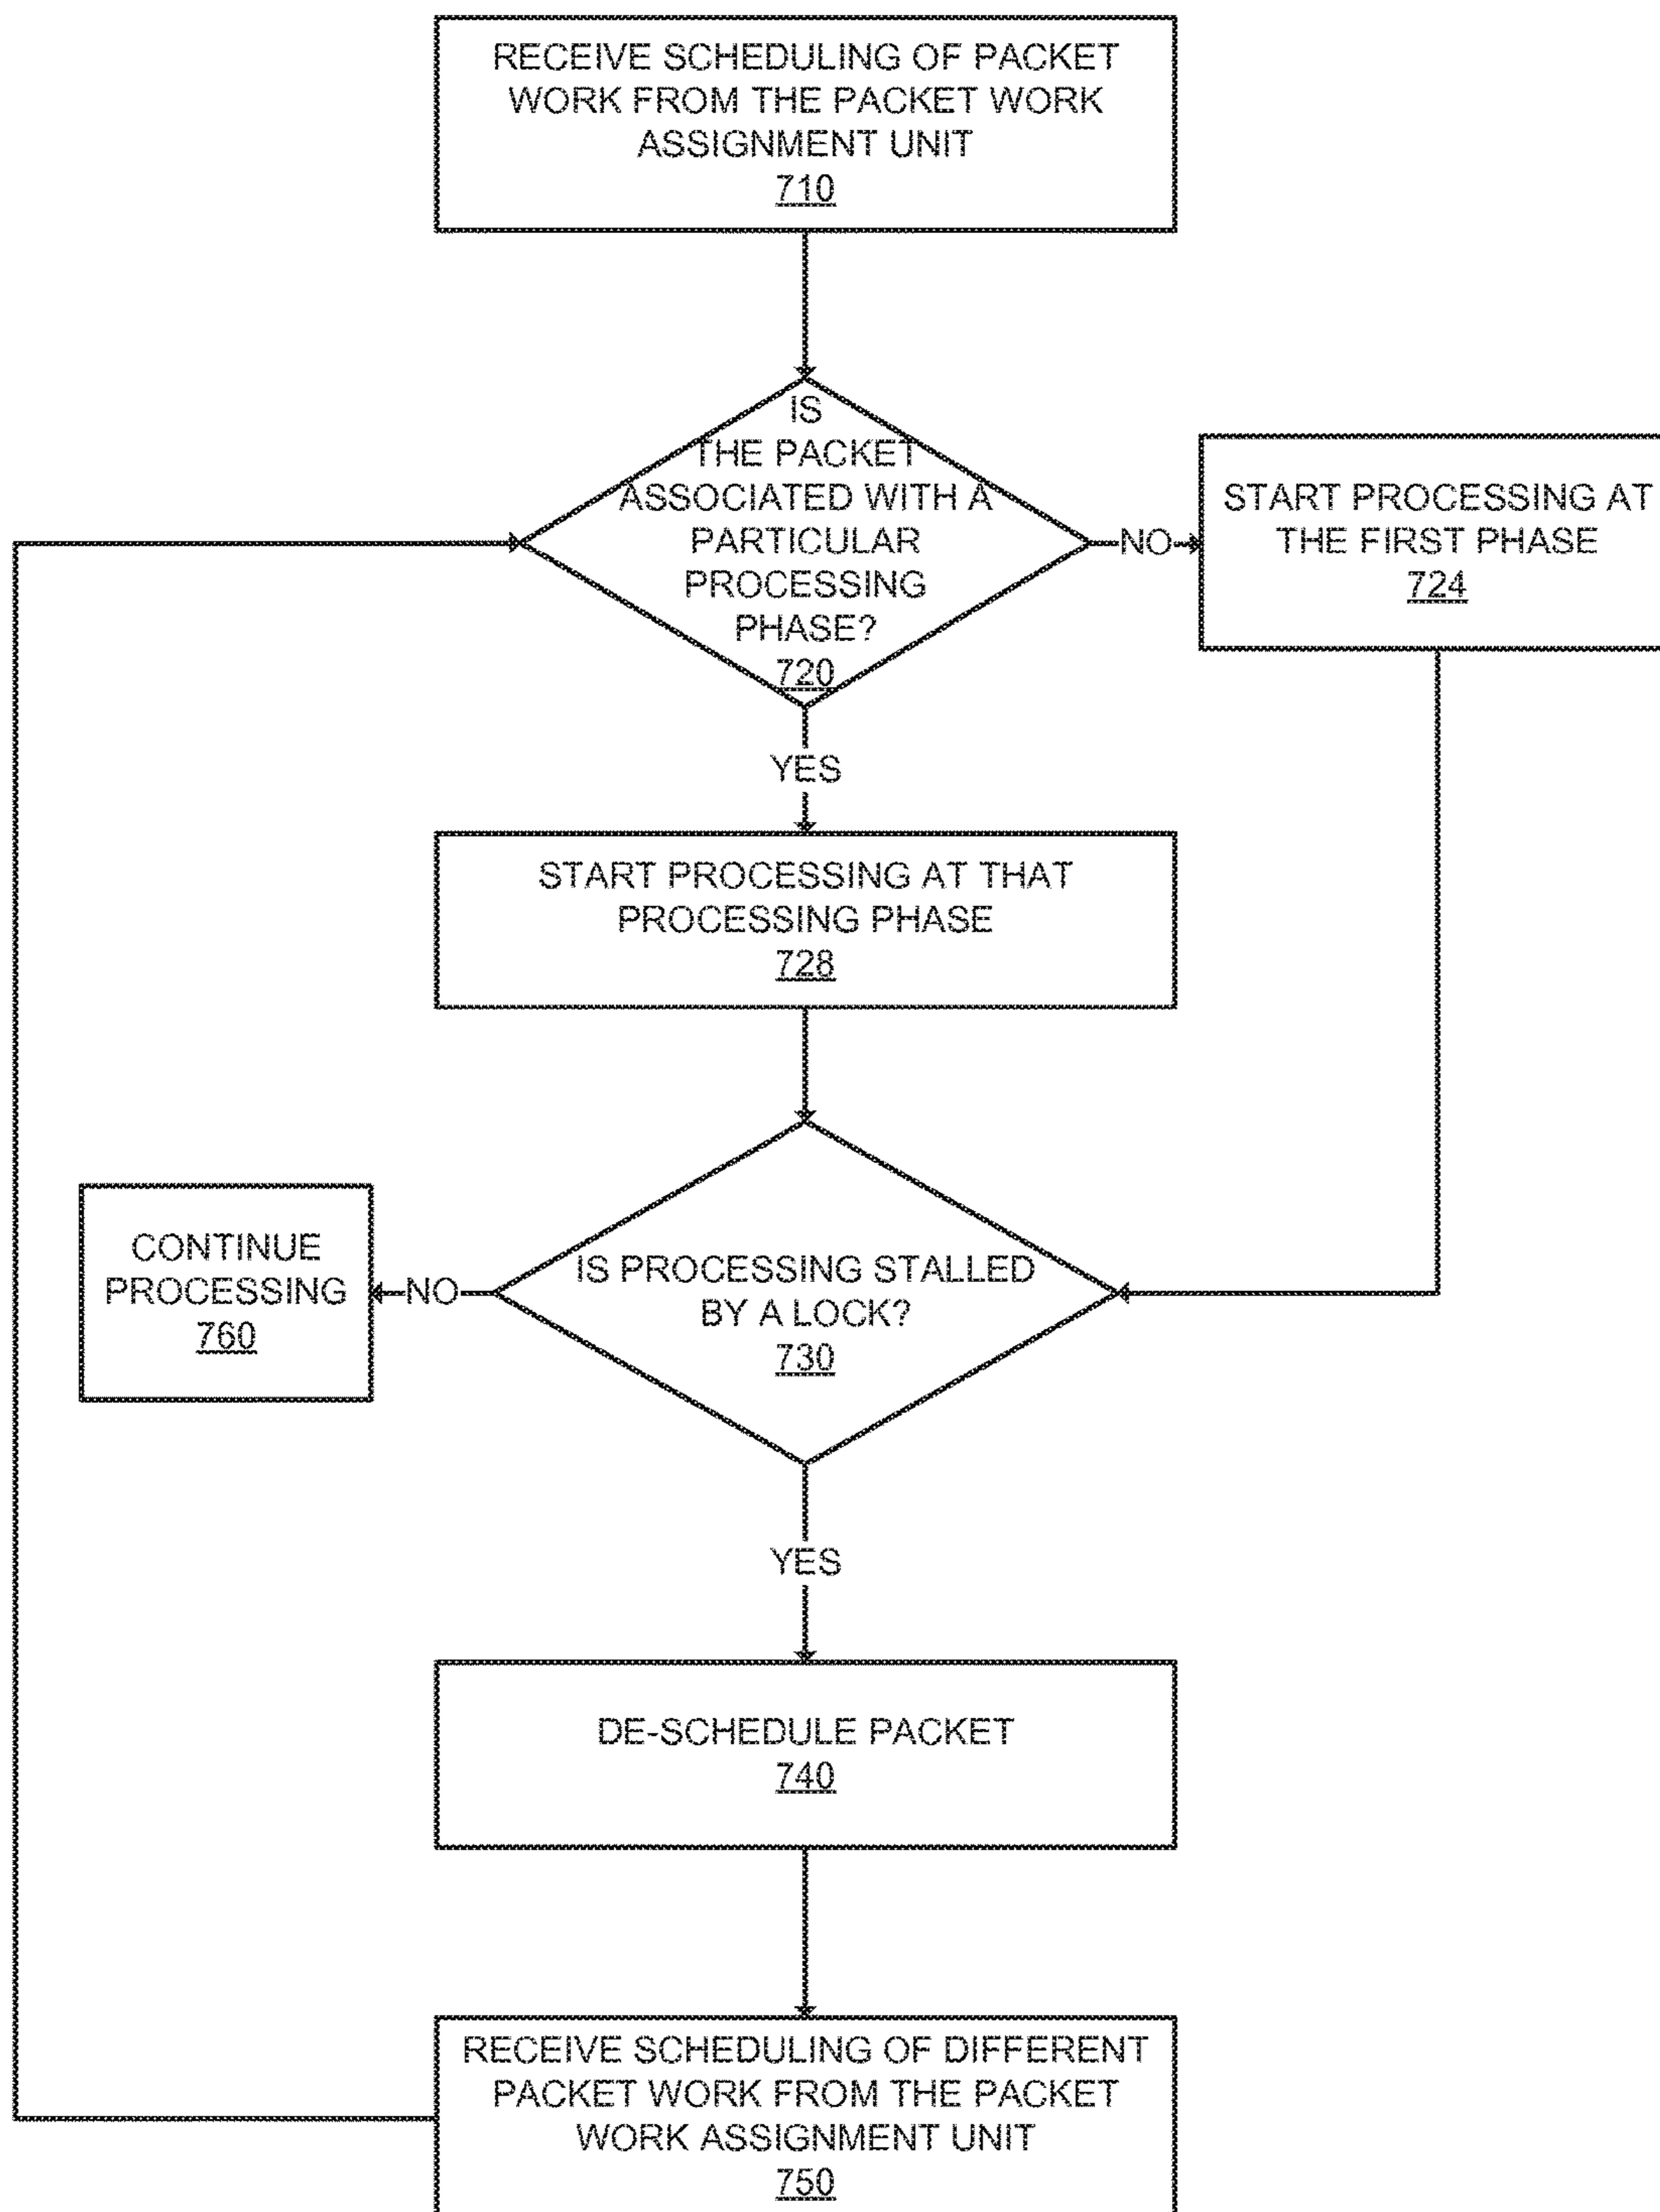 RECEIVE SCHEDULING OF PACKET
WORK FROM THE PACKET WORK
ASSIGNMENT UNIT
710
IS
THE PACKET
ASSOCIATED WITH A
PARTICULAR
PROCESSING
PHASE?
720
NO
START PROCESSING AT
THE FIRST PHASE
724
YES
START PROCESSING AT THAT
PROCESSING PHASE
728
IS PROCESSING STALLED
BY A LOCK?
730
NO
CONTINUE
PROCESSING
760
YES
DE-SCHEDULE PACKET
740
RECEIVE SCHEDULING OF DIFFERENT
PACKET WORK FROM THE PACKET
WORK ASSIGNMENT UNIT
750